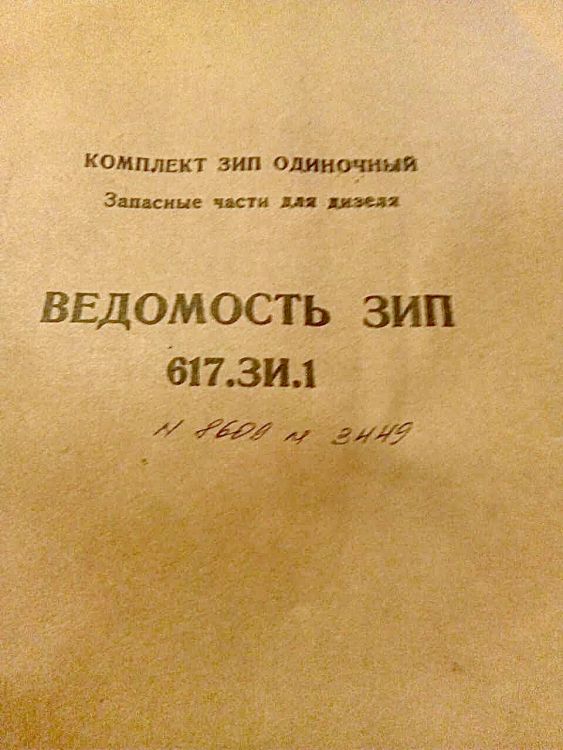 КОМПЛЕКТ ЗИП ОДИНОЧНЫЙ
Запасные части для дизеля
ВЕДОМОСТЬ ЗИП
617.ЗИ.1
N 8600 м 3449